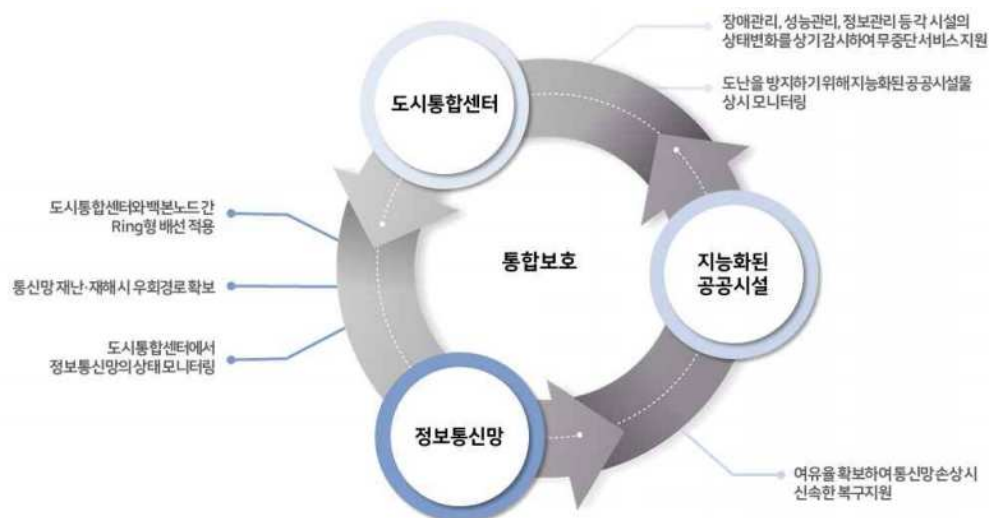 장애관리, 성능관리, 정보관리 등 각 시설의
상태변화를 상기 감시하여 무중단 서비스 지원
도난을 방지하기 위해 지능화된 공공시설물
상시 모니터링
도시통합센터
도시통합센터와 백본노드 간
Ring형 배선 적용
통신망 재난·재해 시 우회경로 확보
도시통합센터에서
정보통신망의 상태 모니터링
통합보호
지능화된
공공시설
정보통신망
여유율 확보하여 통신망 손상 시
신속한 복구지원